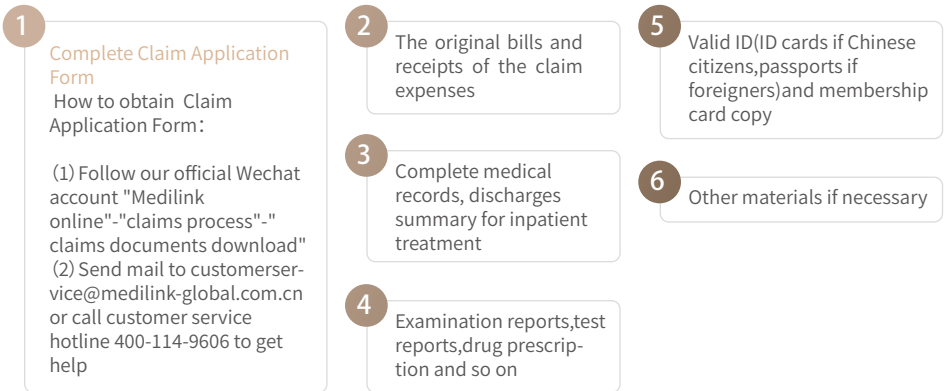 1
Complete Claim Application
Form
How to obtain Claim
Application Form：
(1) Follow our official Wechat
account "Medilink
online"-"claims process"-"
claims documents download"
(2) Send mail to customerser-
vice@medilink-global.com.cn
or call customer service
hotline 400-114-9606 to get
help
2
The original bills and
receipts of the claim
expenses
3
Complete medical
records, discharges
summary for inpatient
treatment
4
Examination reports,test
reports,drug prescrip-
tion and so on
5
Valid ID(ID cards if Chinese
citizens,passports if
foreigners)and membership
card copy
6
Other materials if necessary